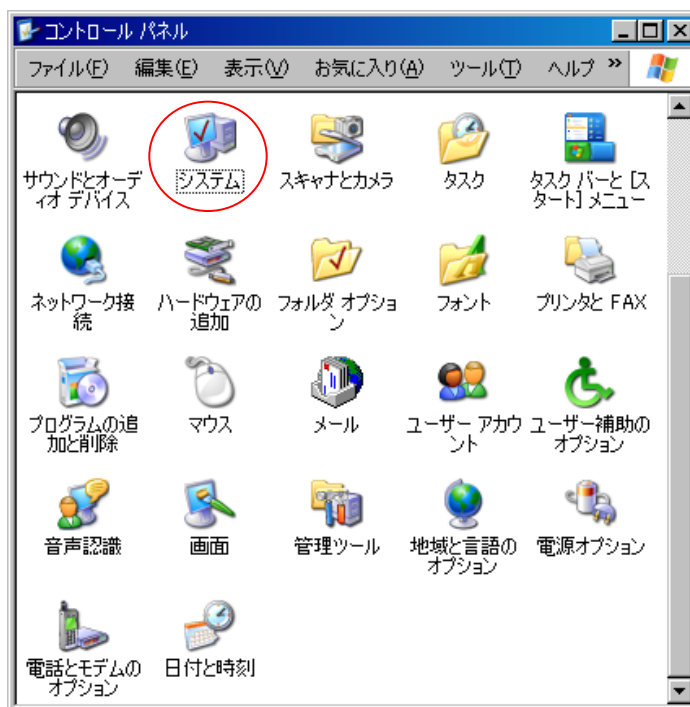 コントロール パネル
ファイル(F) 編集(E) 表示(V) お気に入り(A) ツール(T) ヘルプ »
サウンドとオーデ
ィオ デバイス
システム
スキャナとカメラ
タスク
タスク バーと [ス
タート] メニュー
ネットワーク接
続
ハードウェアの
追加
フォルダ オプショ
ン
フォント
プリンタと FAX
プログラムの追
加と削除
マウス
メール
ユーザー アカウ
ント
ユーザー補助の
オプション
音声認識
画面
管理ツール
地域と言語の
オプション
電源オプション
電話とモデムの
オプション
日付と時刻